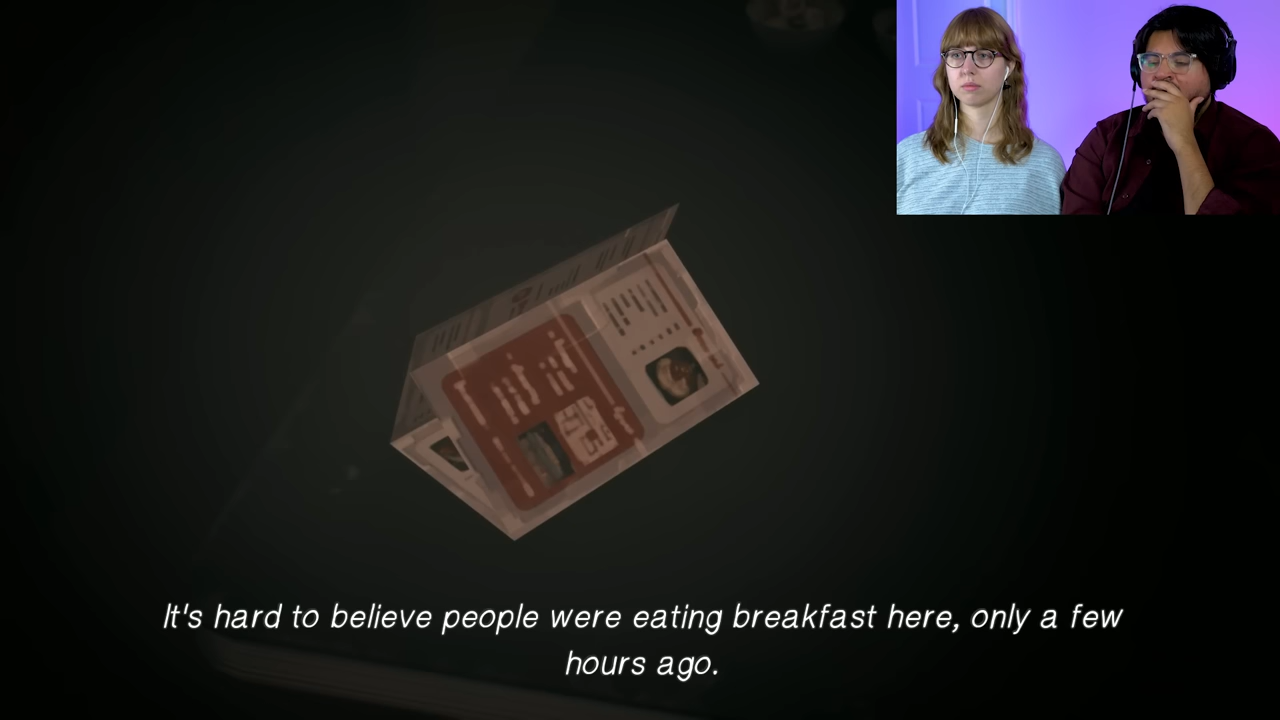 It's hard to believe people were eating breakfast here, only a few
hours ago.